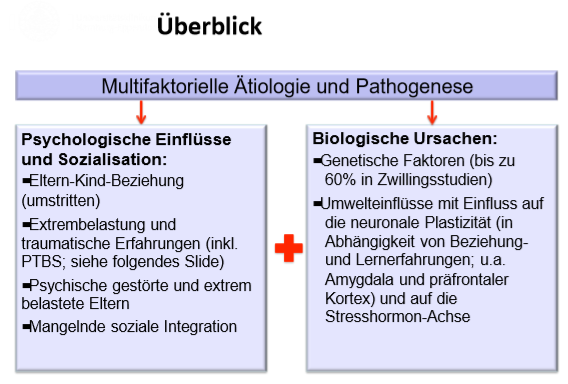 Überblick
Multifaktorielle Ätiologie und Pathogenese
Psychologische Einflüsse
und Sozialisation:
Eltern-Kind-Beziehung
(umstritten)
Extrembelastung und
traumatische Erfahrungen (inkl.
PTBS; siehe folgendes Slide)
Psychische gestörte und extrem
belastete Eltern
Mangelnde soziale Integration
Biologische Ursachen:
Genetische Faktoren (bis zu
60% in Zwillingsstudien)
Umwelteinflüsse mit Einfluss auf
die neuronale Plastizität (in
Abhängigkeit von Beziehung-
und Lernerfahrungen; u.a.
Amygdala und präfrontaler
Kortex) und auf die
Stresshormon-Achse